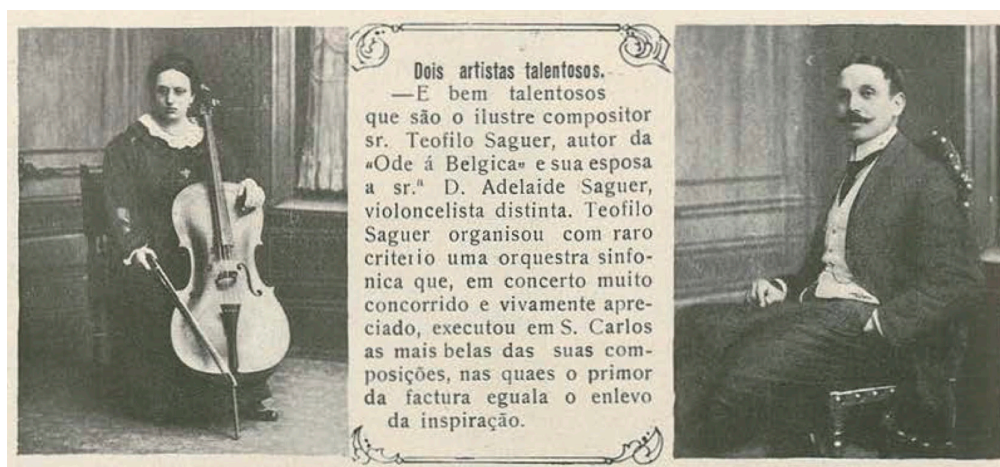 Dois artistas talentosos.
—E bem talentosos
que são o ilustre compositor
sr. Teofilo Saguer, autor da
«Ode á Belgica» e sua esposa
a sr.ª D. Adelaide Saguer,
violoncelista distinta. Teofilo
Saguer organisou com raro
criterio uma orquestra sinfo-
nica que, em concerto muito
concorrido e vivamente apre-
ciado, executou em S. Carlos
as mais belas das suas com-
posições, nas quaes o primor
da factura eguala o enlevo
da inspiração.